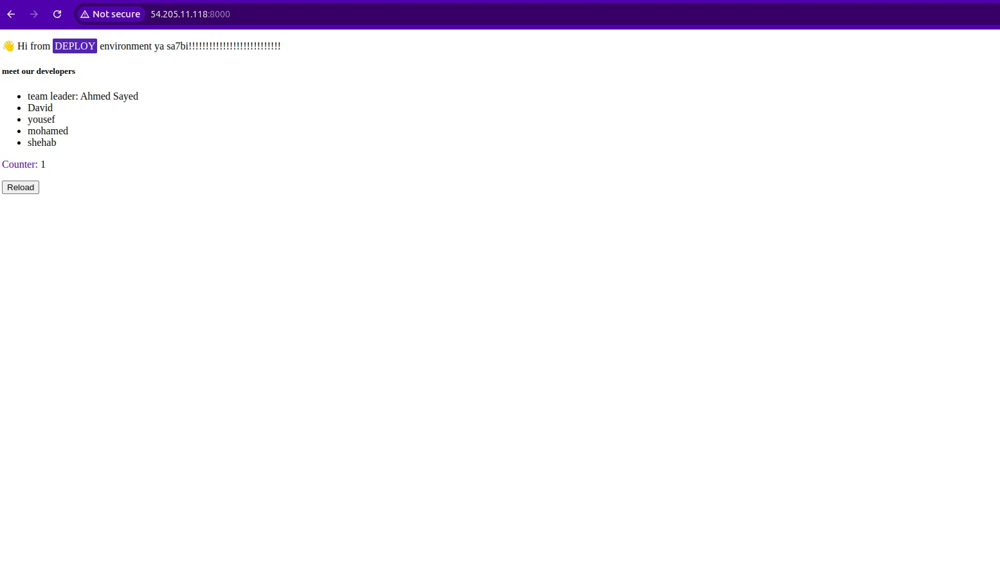 Not secure 54.205.11.118:8000
👋 Hi from DEPLOY environment ya sa7bi!!!!!!!!!!!!!!!!!!!!!!!!!!!
meet our developers
team leader: Ahmed Sayed
David
yousef
mohamed
shehab
Counter: 1
Reload